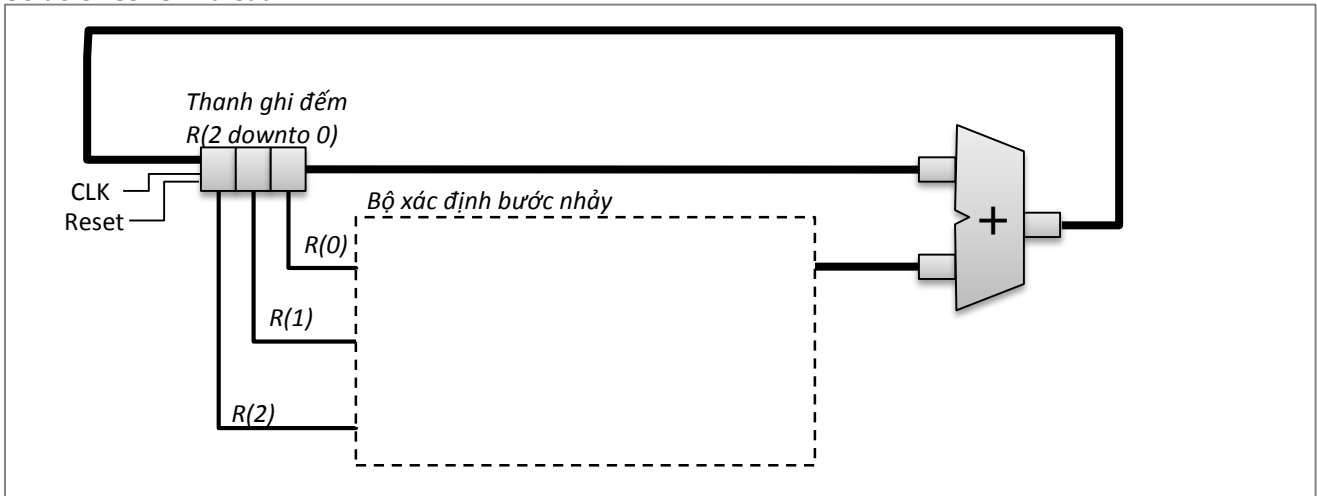 Thanh ghi đếm
R(2 downto 0)
CLK
Reset
Bộ xác định bước nhảy
R(0)
R(1)
R(2)
+